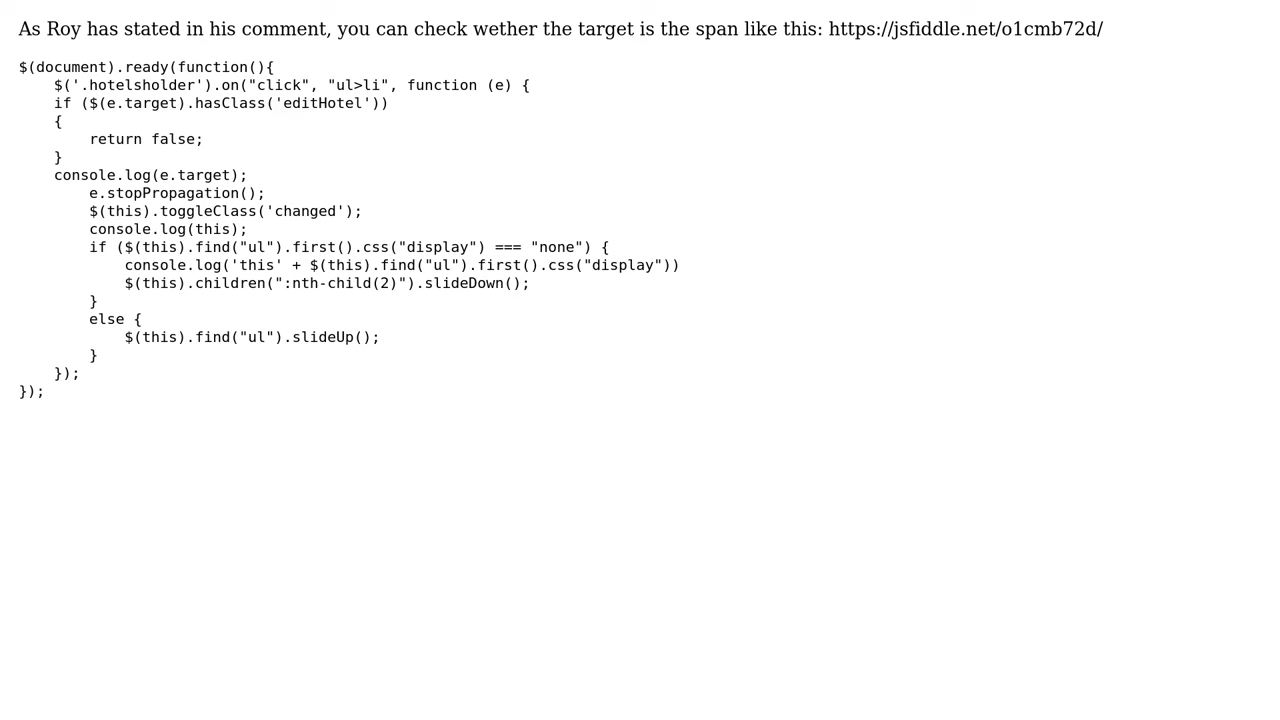 As Roy has stated in his comment, you can check wether the target is the span like this: https://jsfiddle.net/o1cmb72d/
$(document).ready(function(){
    $('.hotelsholder').on("click", "ul>li", function (e) {
    if ($(e.target).hasClass('editHotel'))
    {
        return false;
    }
    console.log(e.target);
        e.stopPropagation();
        $(this).toggleClass('changed');
        console.log(this);
        if ($(this).find("ul").first().css("display") === "none") {
            console.log('this' + $(this).find("ul").first().css("display"))
            $(this).children(":nth-child(2)").slideDown();
        }
        else {
            $(this).find("ul").slideUp();
        }
    });
});